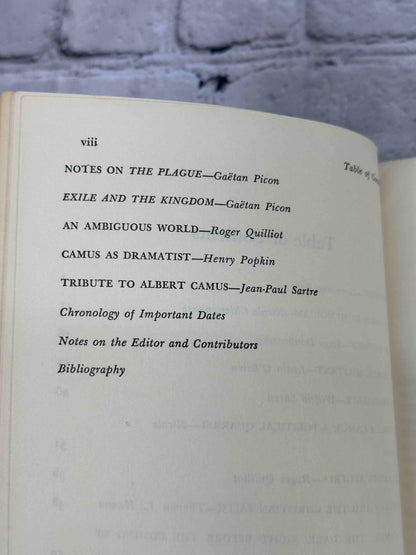 viii
Table of
NOTES ON THE PLAGUE—Gaëtan Picon
EXILE AND THE KINGDOM—Gaëtan Picon
AN AMBIGUOUS WORLD—Roger Quilliot
CAMUS AS DRAMATIST—Henry Popkin
TRIBUTE TO ALBERT CAMUS—Jean-Paul Sartre
Chronology of Important Dates
Notes on the Editor and Contributors
Bibliography